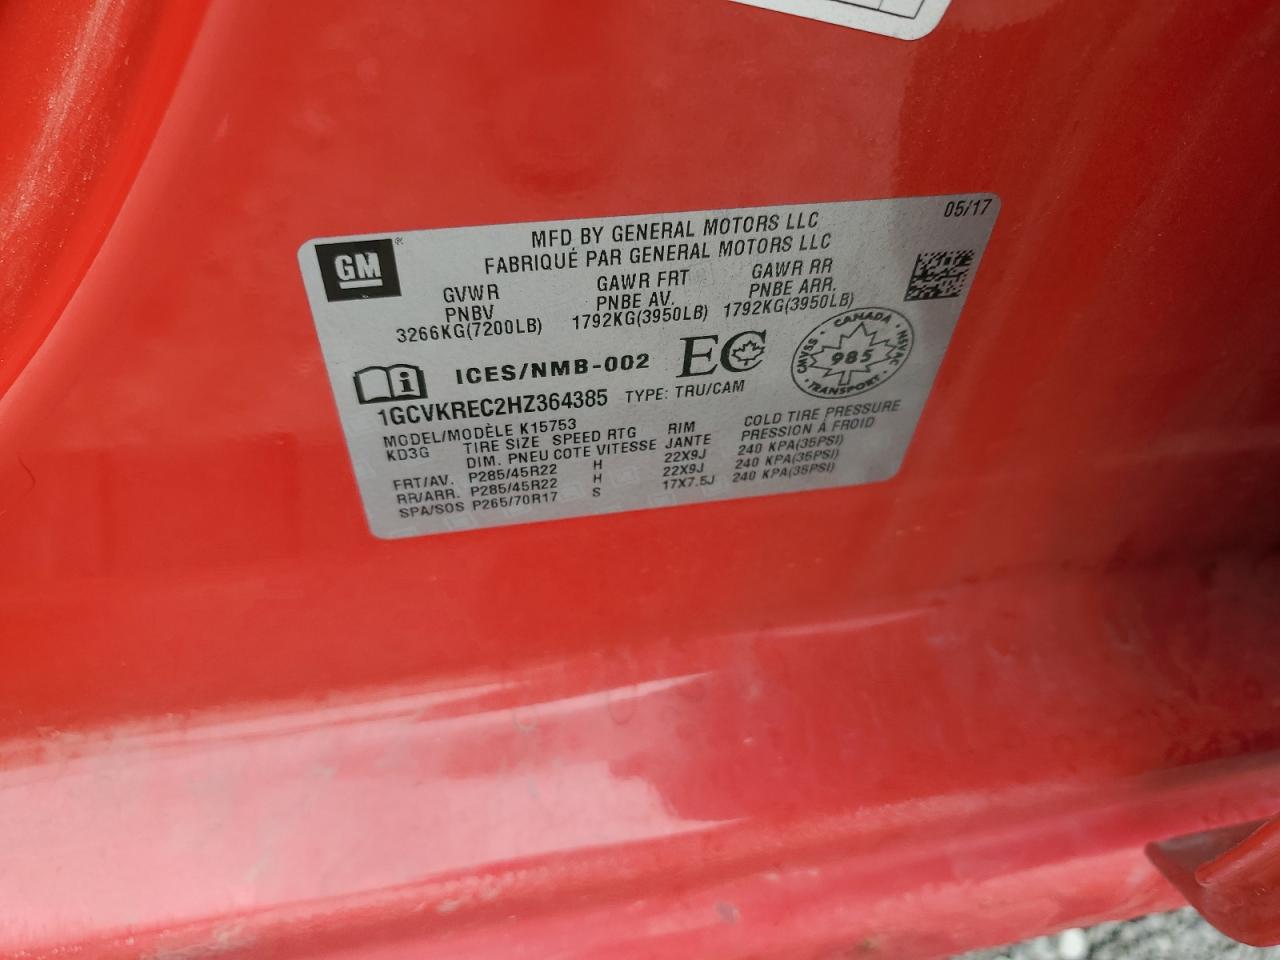 05/17
GM ®
MFD BY GENERAL MOTORS LLC
FABRIQUÉ PAR GENERAL MOTORS LLC
GVWR GAWR FRT GAWR RR
PNBV PNBE AV. PNBE ARR.
3266KG(7200LB) 1792KG(3950LB) 1792KG(3950LB)
i ICES/NMB-002 EC
CANADA
CMVSS 985 NSVAC
TRANSPORT
1GCVKREC2HZ364385 TYPE: TRU/CAM
MODEL/MODÈLE K15753 RIM COLD TIRE PRESSURE
KD3G TIRE SIZE SPEED RTG JANTE PRESSION À FROID
DIM. PNEU COTE VITESSE
FRT/AV. P285/45R22 H 22X9J 240 KPA(35PSI)
RR/ARR. P285/45R22 H 22X9J 240 KPA(35PSI)
SPA/SOS P265/70R17 S 17X7.5J 240 KPA(35PSI)